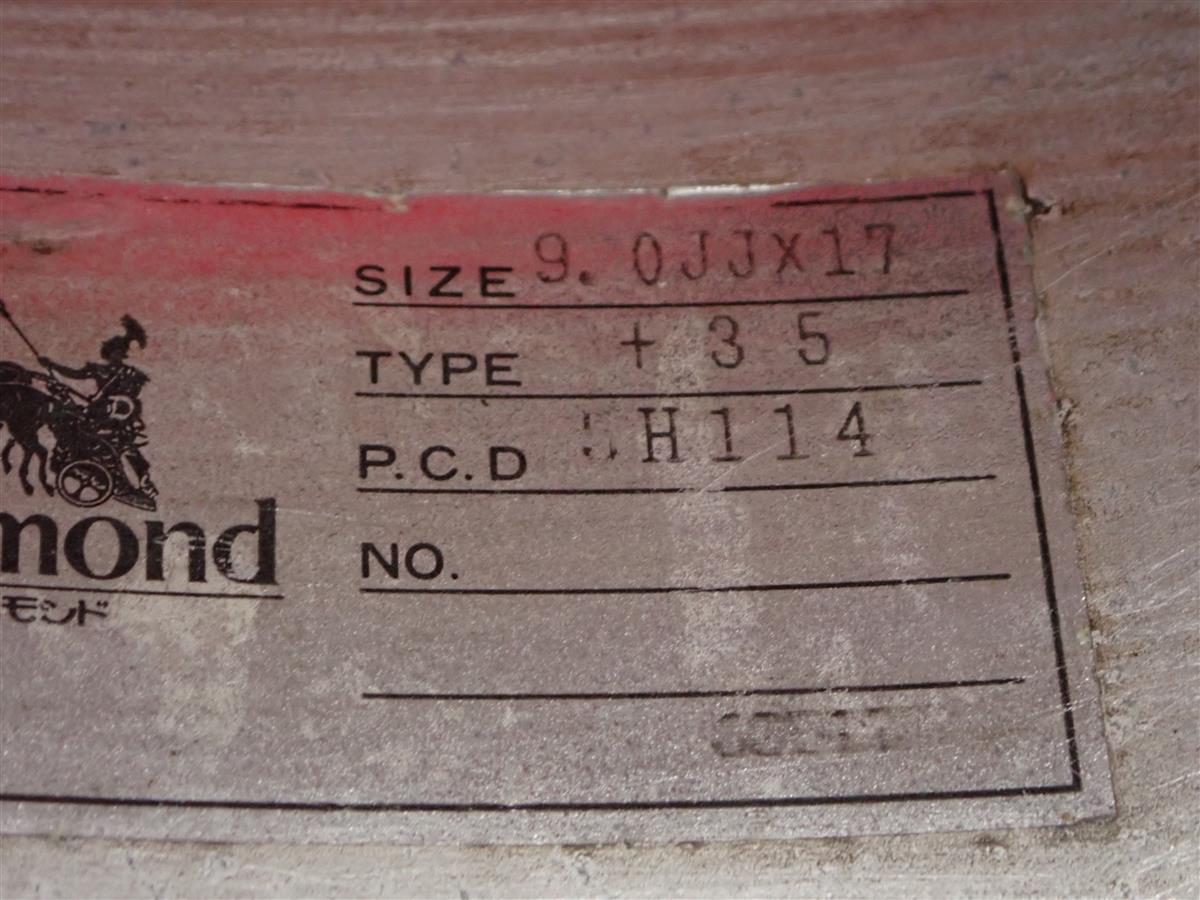 SIZE 9.0JJX17
TYPE +35
P.C.D 5H114
mond
NO.
モンド